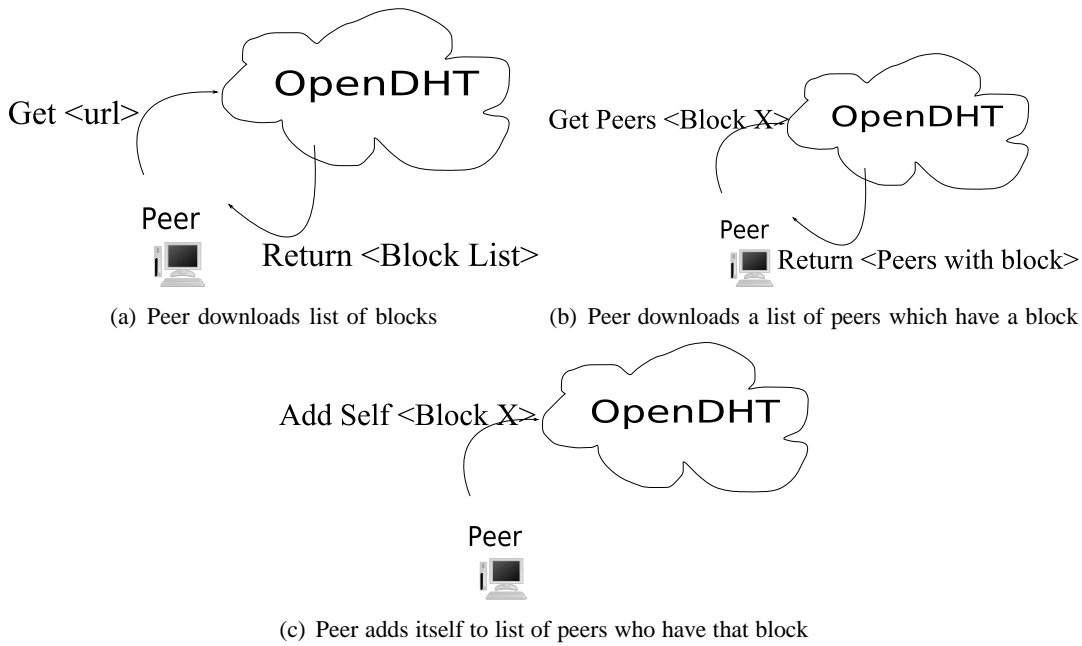 OpenDHT
Get <url>
Peer
Return <Block List>
(a) Peer downloads list of blocks
Get Peers <Block X>
OpenDHT
Peer
Return <Peers with block>
(b) Peer downloads a list of peers which have a block
Add Self <Block X>
OpenDHT
Peer
(c) Peer adds itself to list of peers who have that block